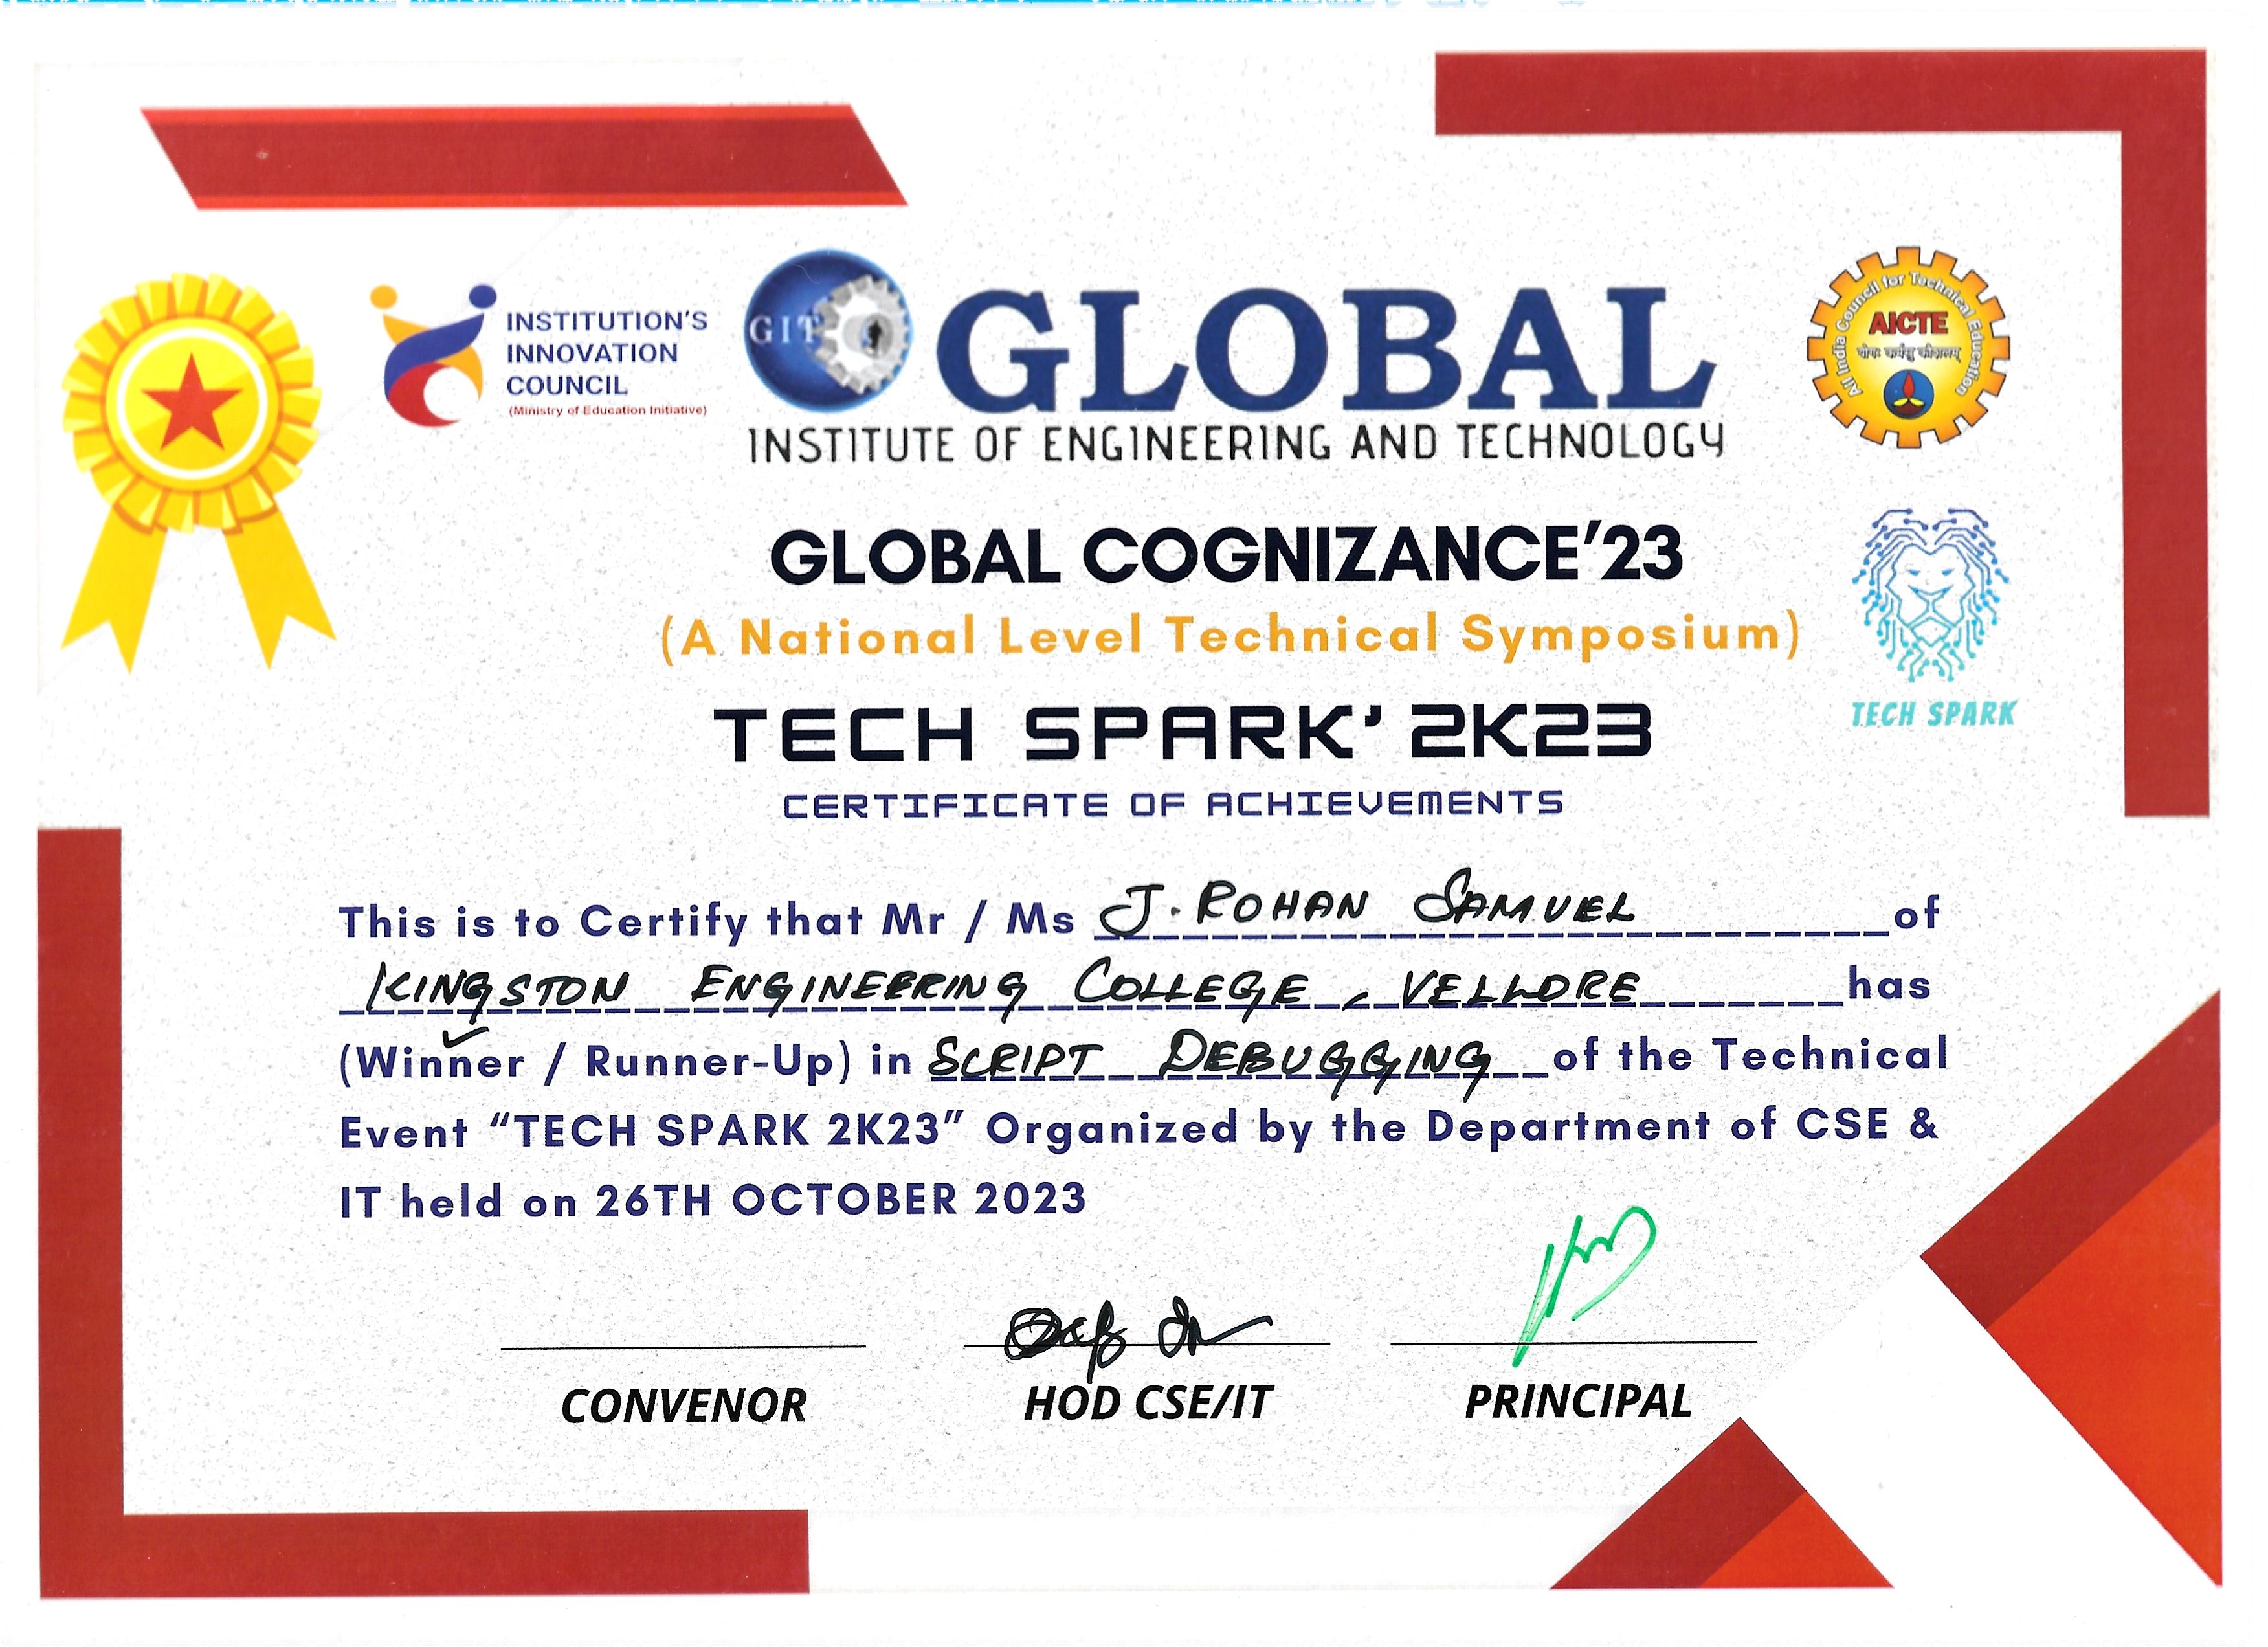 INSTITUTION'S
INNOVATION
COUNCIL
(Ministry of Education Initiative)
GIT
GLOBAL
INSTITUTE OF ENGINEERING AND TECHNOLOGY
All India Council for Technical Education
AICTE
योगः कर्मसु कौशलम्
GLOBAL COGNIZANCE'23
(A National Level Technical Symposium)
TECH SPARK
TECH SPARK' 2K23
CERTIFICATE OF ACHIEVEMENTS
This is to Certify that Mr / Ms J. ROHAN SAMUEL of
KINGSTON ENGINEERING COLLEGE, VELLORE has
(Winner / Runner-Up) in SCRIPT DEBUGGING of the Technical
Event “TECH SPARK 2K23” Organized by the Department of CSE &
IT held on 26TH OCTOBER 2023
CONVENOR HOD CSE/IT PRINCIPAL